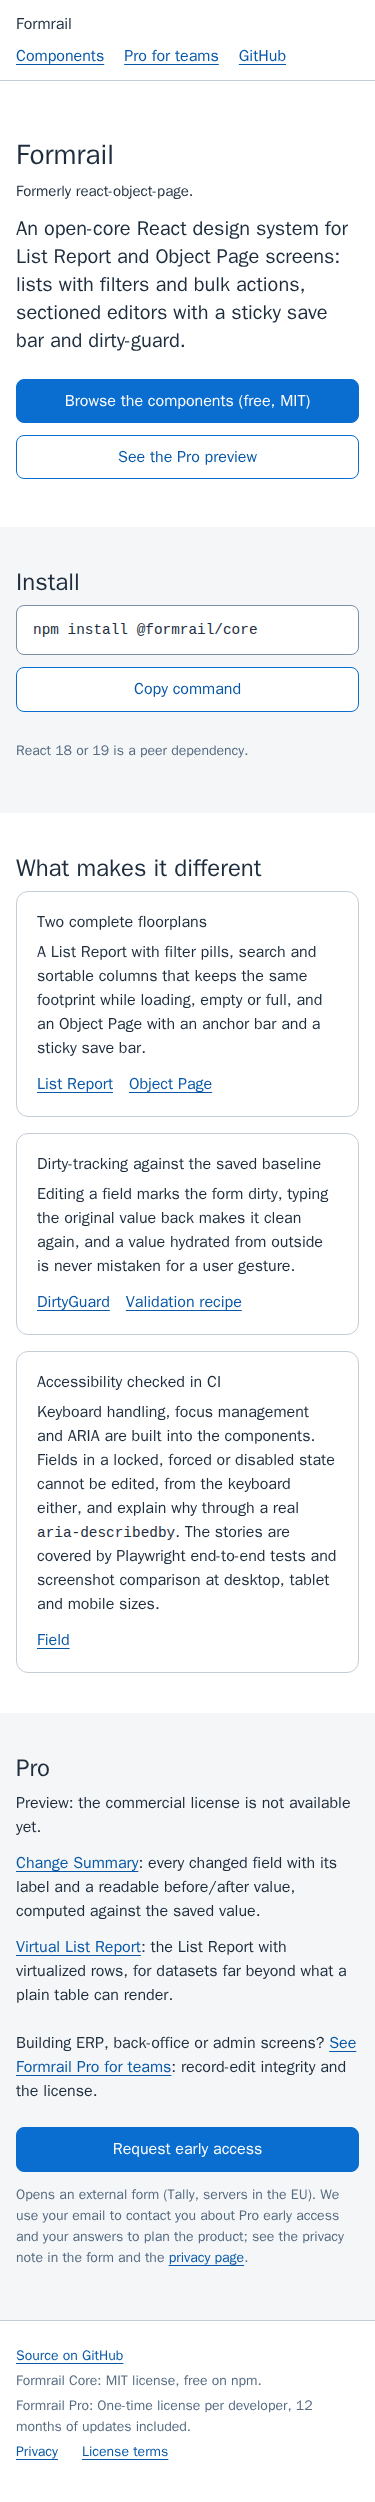 Formrail
Components Pro for teams GitHub
Formrail
Formerly react-object-page.
An open-core React design system for
List Report and Object Page screens:
lists with filters and bulk actions,
sectioned editors with a sticky save
bar and dirty-guard.
Browse the components (free, MIT)
See the Pro preview
Install
npm install @formrail/core
Copy command
React 18 or 19 is a peer dependency.
What makes it different
Two complete floorplans
A List Report with filter pills, search and
sortable columns that keeps the same
footprint while loading, empty or full, and
an Object Page with an anchor bar and a
sticky save bar.
List Report Object Page
Dirty-tracking against the saved baseline
Editing a field marks the form dirty, typing
the original value back makes it clean
again, and a value hydrated from outside
is never mistaken for a user gesture.
DirtyGuard Validation recipe
Accessibility checked in CI
Keyboard handling, focus management
and ARIA are built into the components.
Fields in a locked, forced or disabled state
cannot be edited, from the keyboard
either, and explain why through a real
aria-describedby. The stories are
covered by Playwright end-to-end tests and
screenshot comparison at desktop, tablet
and mobile sizes.
Field
Pro
Preview: the commercial license is not available
yet.
Change Summary: every changed field with its
label and a readable before/after value,
computed against the saved value.
Virtual List Report: the List Report with
virtualized rows, for datasets far beyond what a
plain table can render.
Building ERP, back-office or admin screens? See
Formrail Pro for teams: record-edit integrity and
the license.
Request early access
Opens an external form (Tally, servers in the EU). We
use your email to contact you about Pro early access
and your answers to plan the product; see the privacy
note in the form and the privacy page.
Source on GitHub
Formrail Core: MIT license, free on npm.
Formrail Pro: One-time license per developer, 12
months of updates included.
Privacy License terms